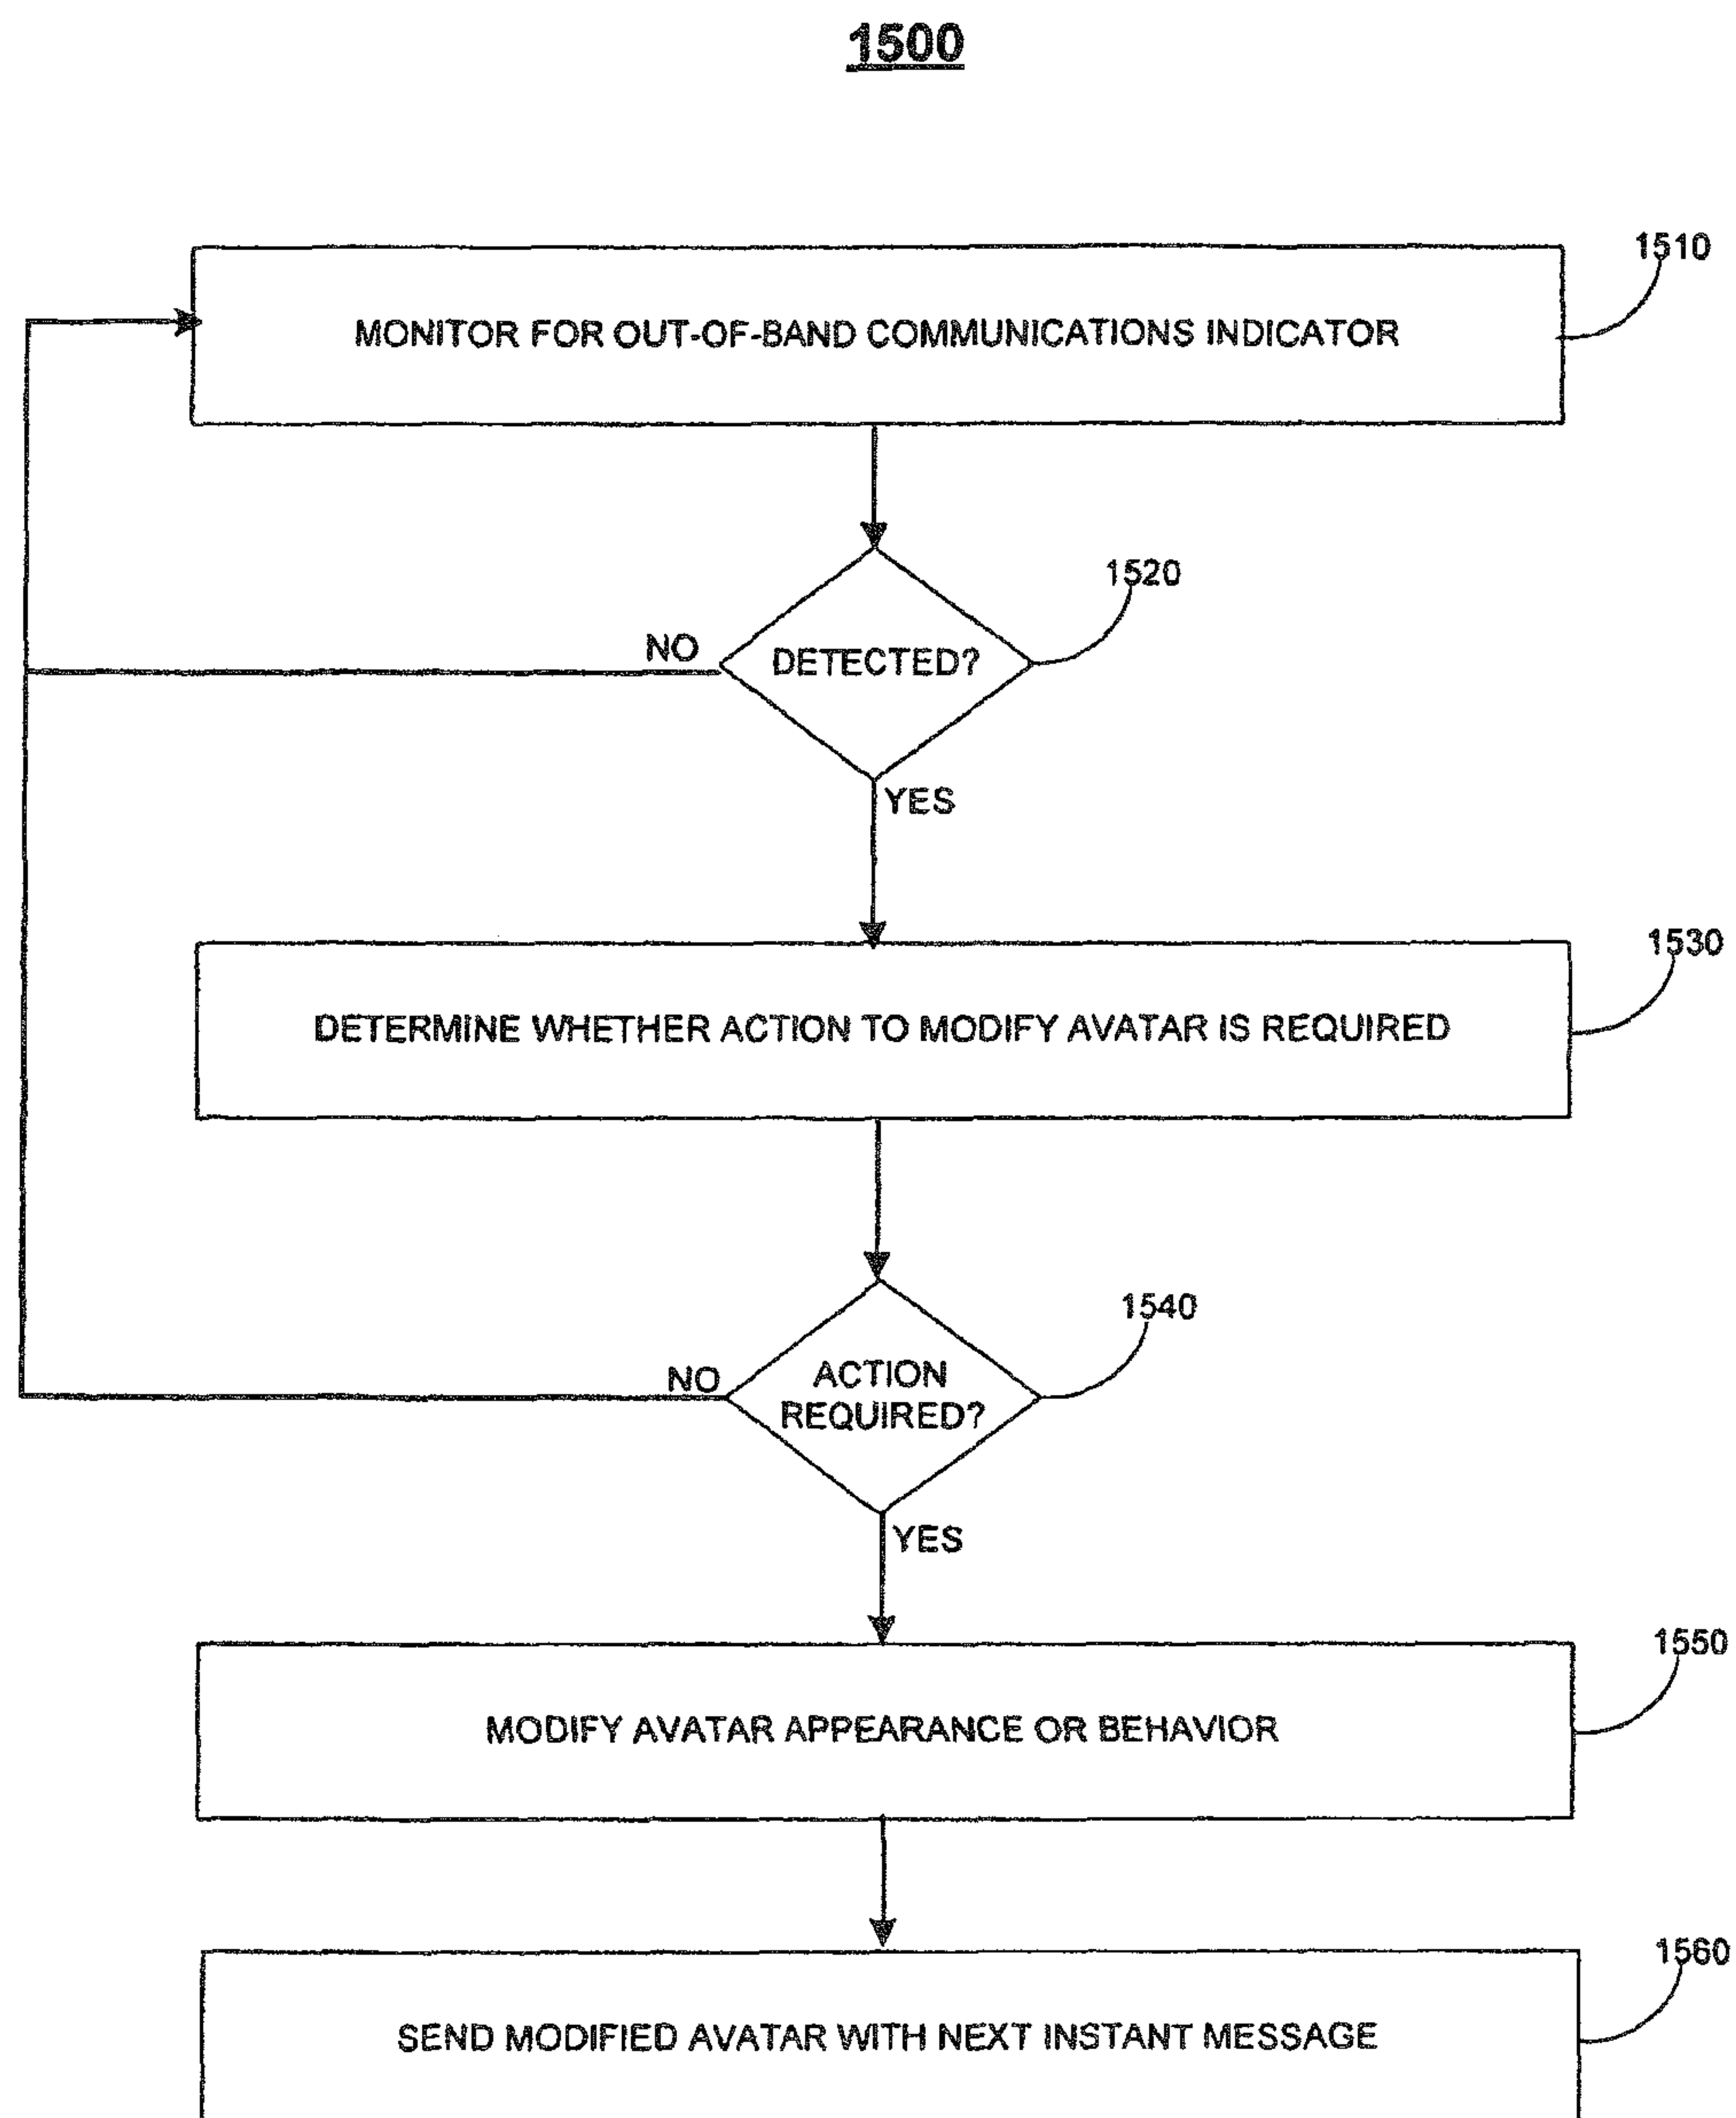 1500
1510
MONITOR FOR OUT-OF-BAND COMMUNICATIONS INDICATOR
1520
NO
DETECTED?
YES
1530
DETERMINE WHETHER ACTION TO MODIFY AVATAR IS REQUIRED
1540
NO
ACTION
REQUIRED?
YES
1550
MODIFY AVATAR APPEARANCE OR BEHAVIOR
1560
SEND MODIFIED AVATAR WITH NEXT INSTANT MESSAGE